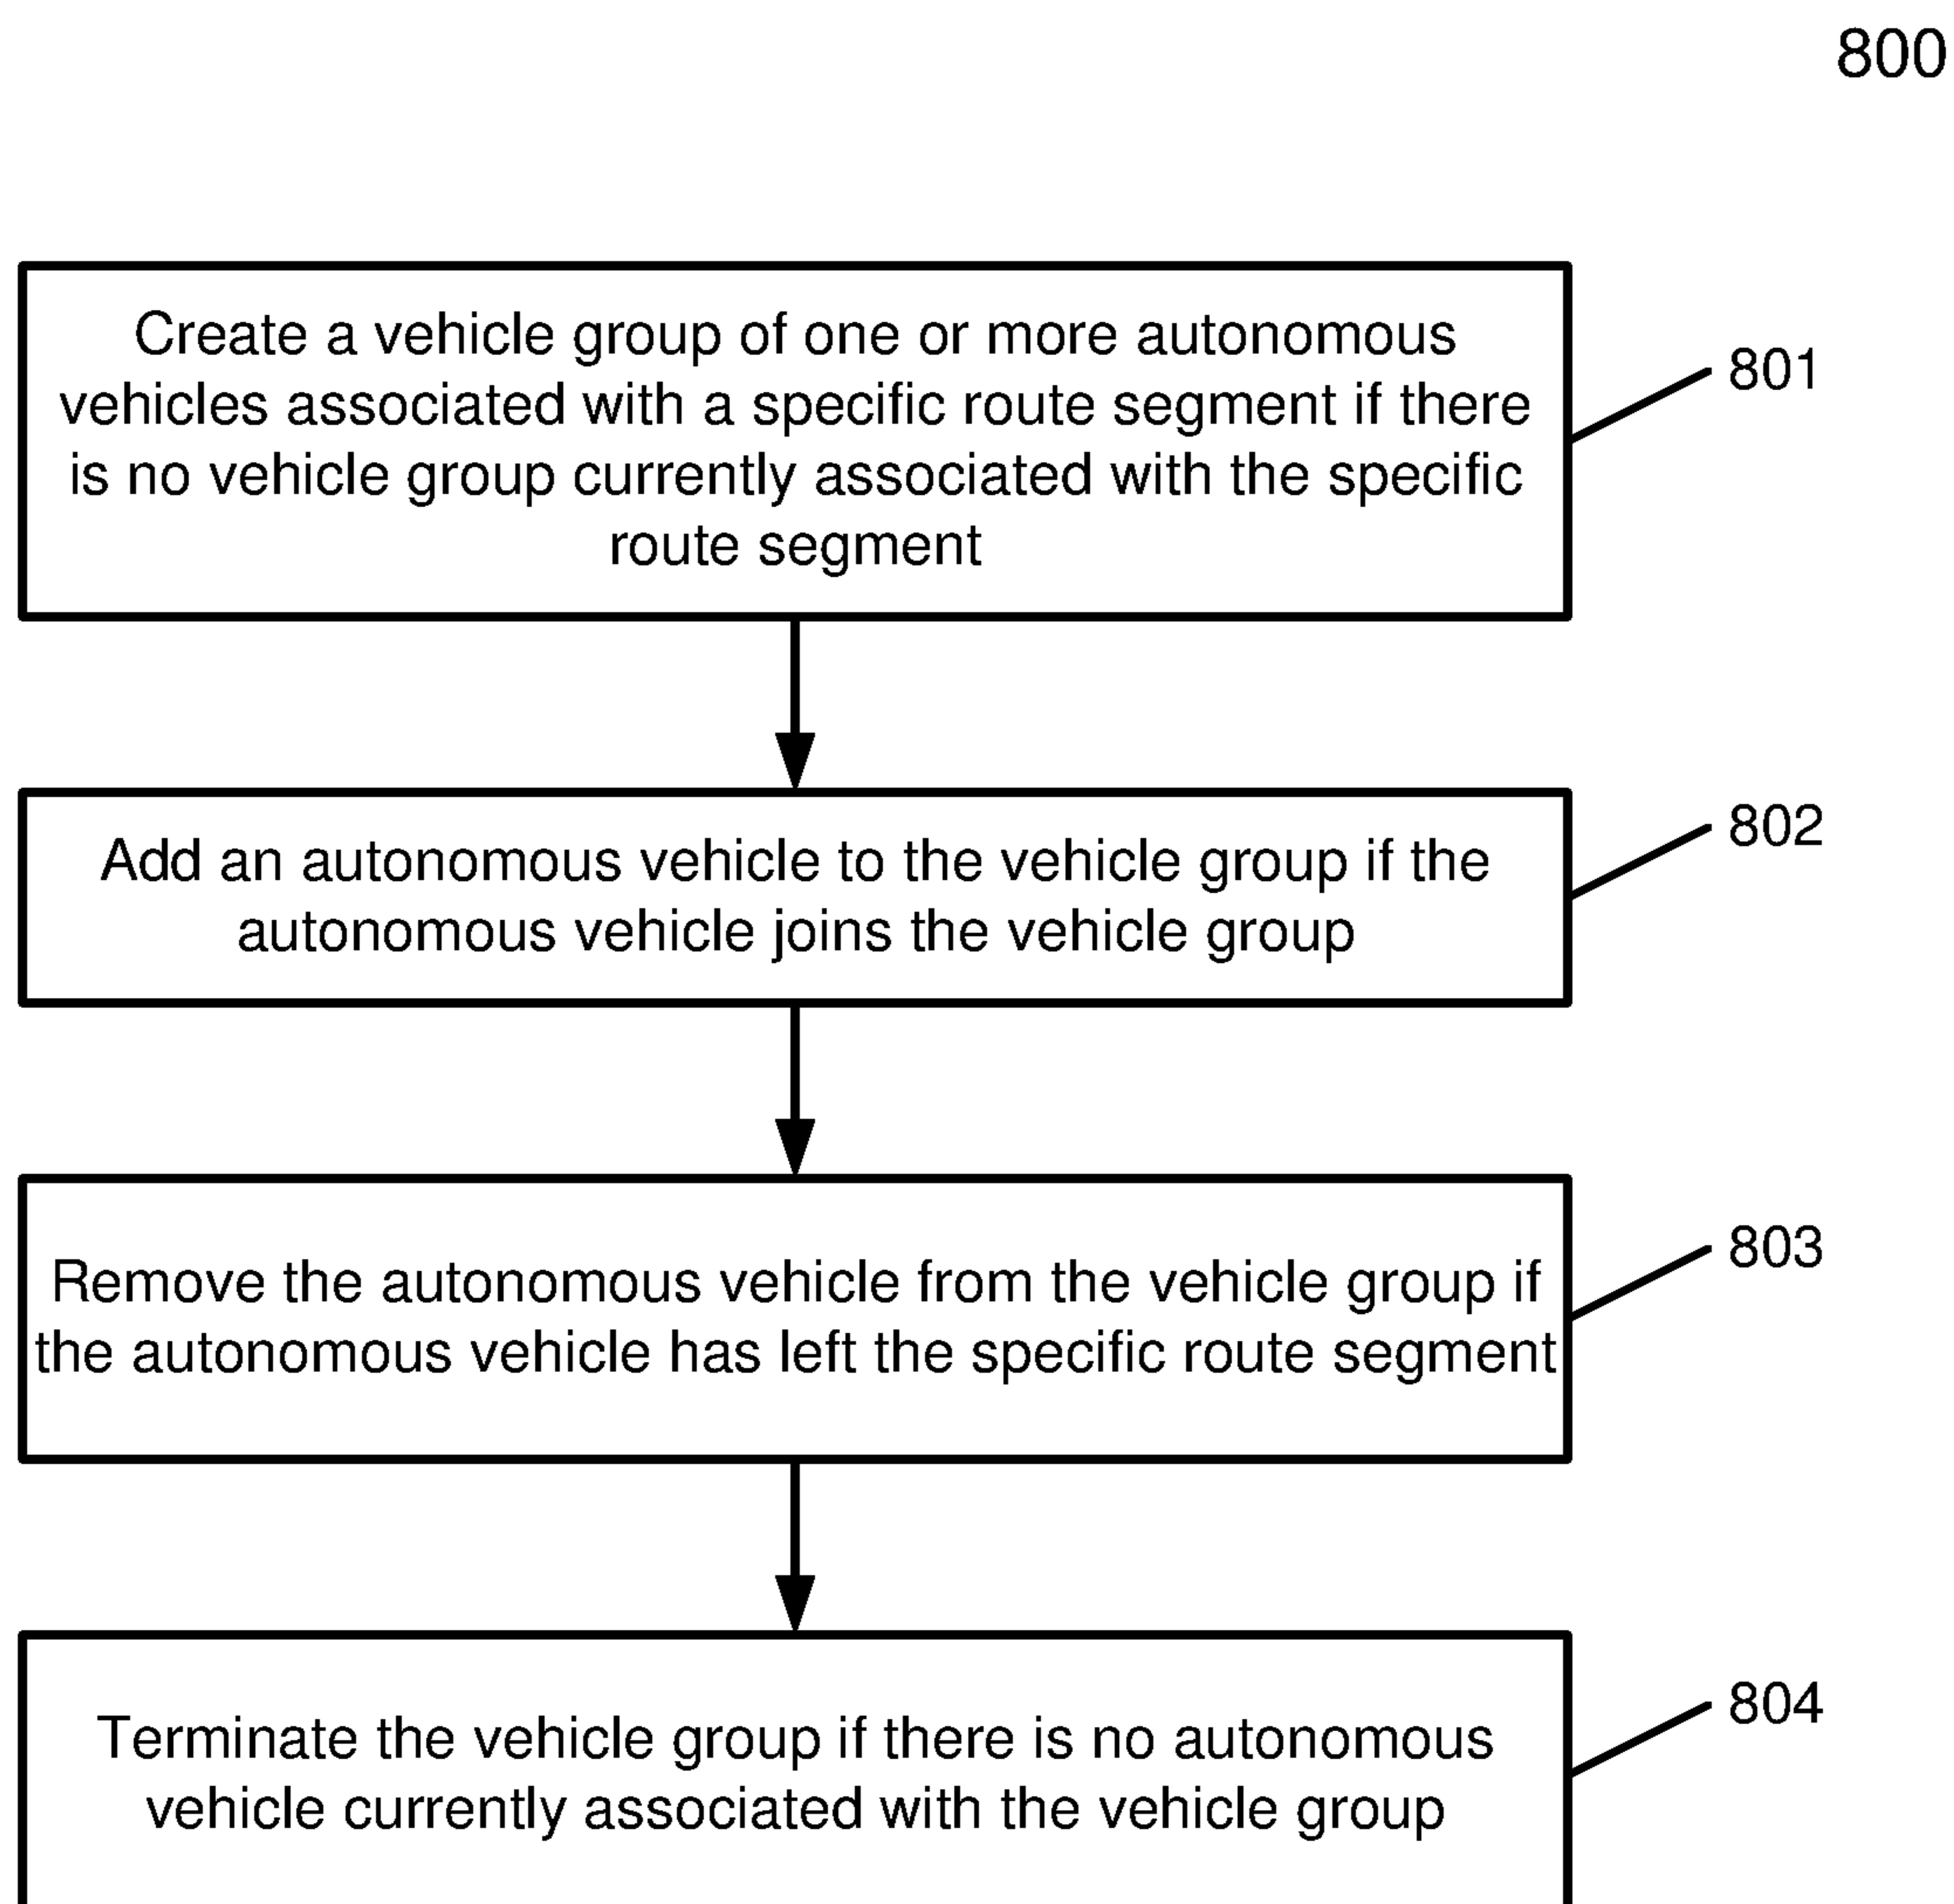 800
Create a vehicle group of one or more autonomous
vehicles associated with a specific route segment if there
is no vehicle group currently associated with the specific
route segment
801
Add an autonomous vehicle to the vehicle group if the
autonomous vehicle joins the vehicle group
802
Remove the autonomous vehicle from the vehicle group if
the autonomous vehicle has left the specific route segment
803
Terminate the vehicle group if there is no autonomous
vehicle currently associated with the vehicle group
804